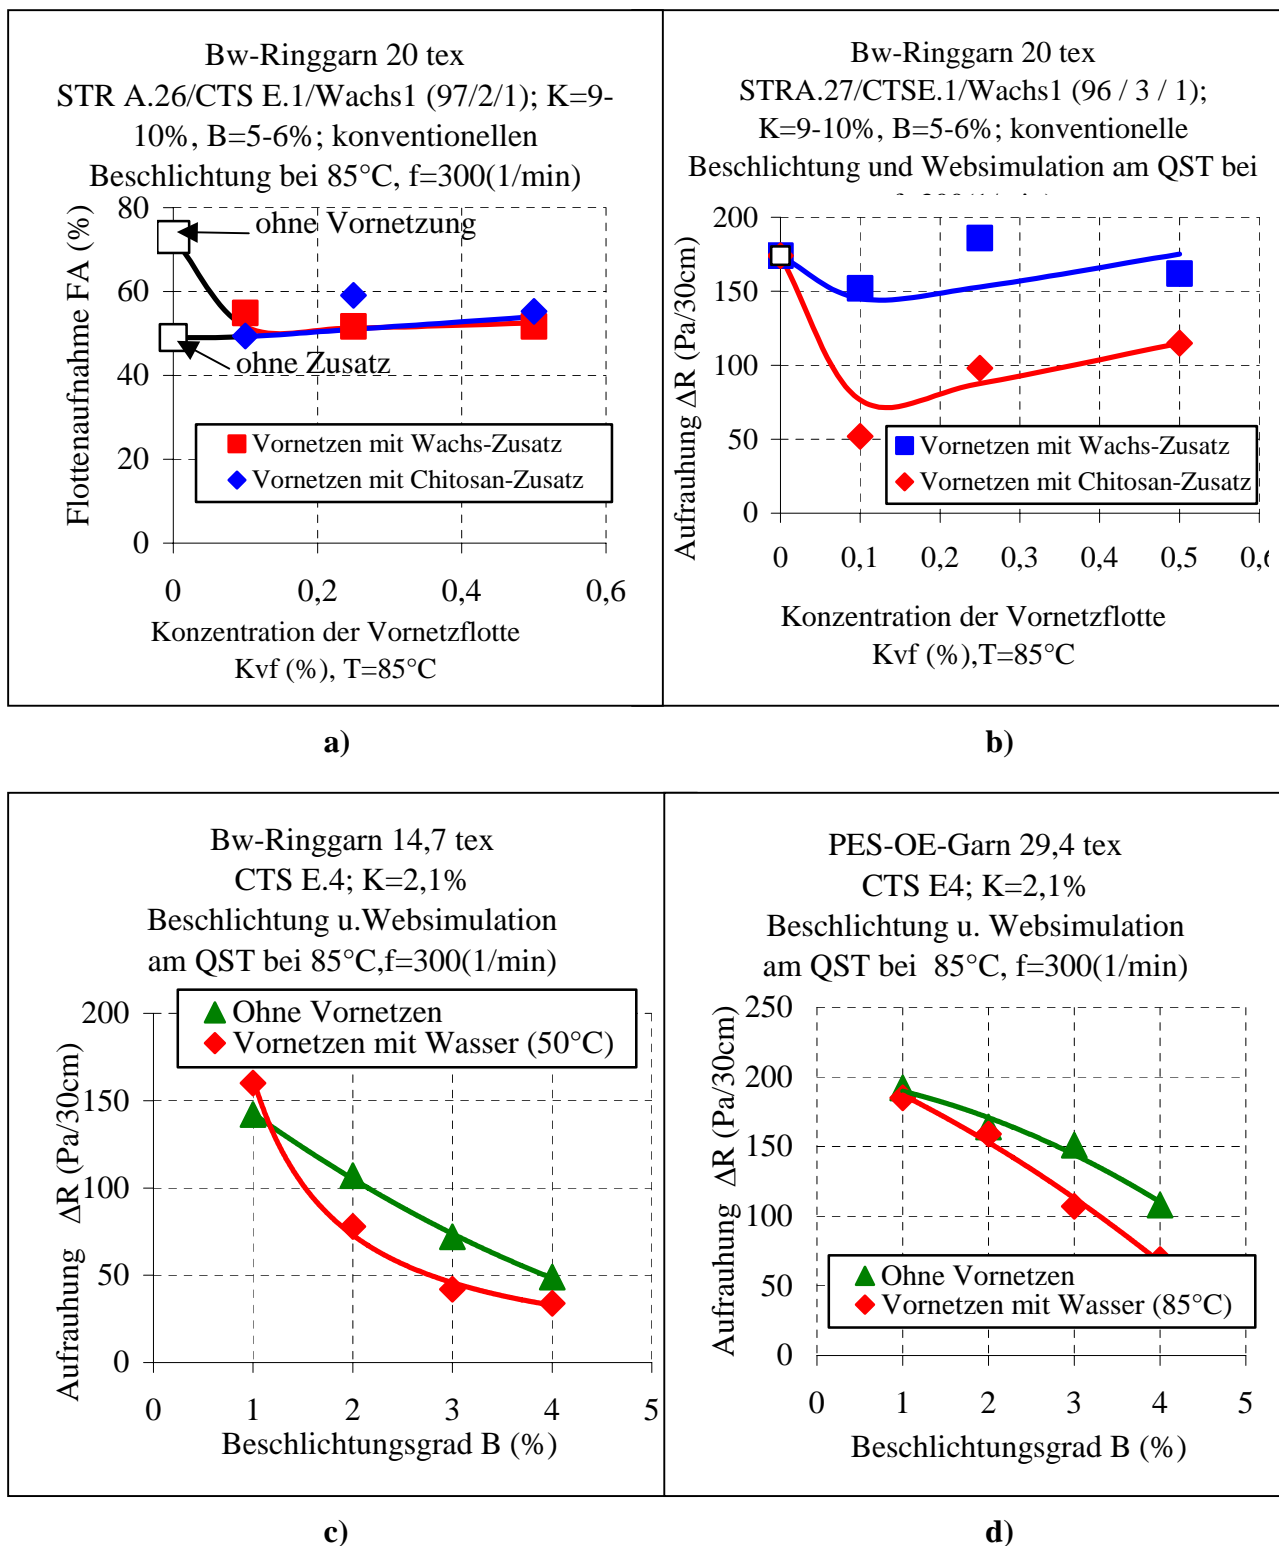 Bw-Ringgarn 20 tex
STR A.26/CTS E.1/Wachs1 (97/2/1); K=9-
10%, B=5-6%; konventionellen
Beschlichtung bei 85°C, f=300(1/min)
80
60
40
20
0
Flottenaufnahme FA (%)
ohne Vornetzung
ohne Zusatz
Vornetzen mit Wachs-Zusatz
Vornetzen mit Chitosan-Zusatz
0 0,2 0,4 0,6
Konzentration der Vornetzflotte
Kvf (%), T=85°C
a)
Bw-Ringgarn 20 tex
STRA.27/CTSE.1/Wachs1 (96 / 3 / 1);
K=9-10%, B=5-6%; konventionelle
Beschlichtung und Websimulation am QST bei
200
150
100
50
0
Aufrauhung ΔR (Pa/30cm)
Vornetzen mit Wachs-Zusatz
Vornetzen mit Chitosan-Zusatz
0 0,1 0,2 0,3 0,4 0,5 0,6
Konzentration der Vornetzflotte
Kvf (%),T=85°C
b)
Bw-Ringgarn 14,7 tex
CTS E.4; K=2,1%
Beschlichtung u.Websimulation
am QST bei 85°C,f=300(1/min)
Ohne Vornetzen
Vornetzen mit Wasser (50°C)
200
150
100
50
0
Aufrauhung ΔR (Pa/30cm)
0 1 2 3 4 5
Beschlichtungsgrad B (%)
c)
PES-OE-Garn 29,4 tex
CTS E4; K=2,1%
Beschlichtung u. Websimulation
am QST bei 85°C, f=300(1/min)
250
200
150
100
50
0
Aufrauhung ΔR (Pa/30cm)
Ohne Vornetzen
Vornetzen mit Wasser (85°C)
0 1 2 3 4 5
Beschlichtungsgrad B (%)
d)